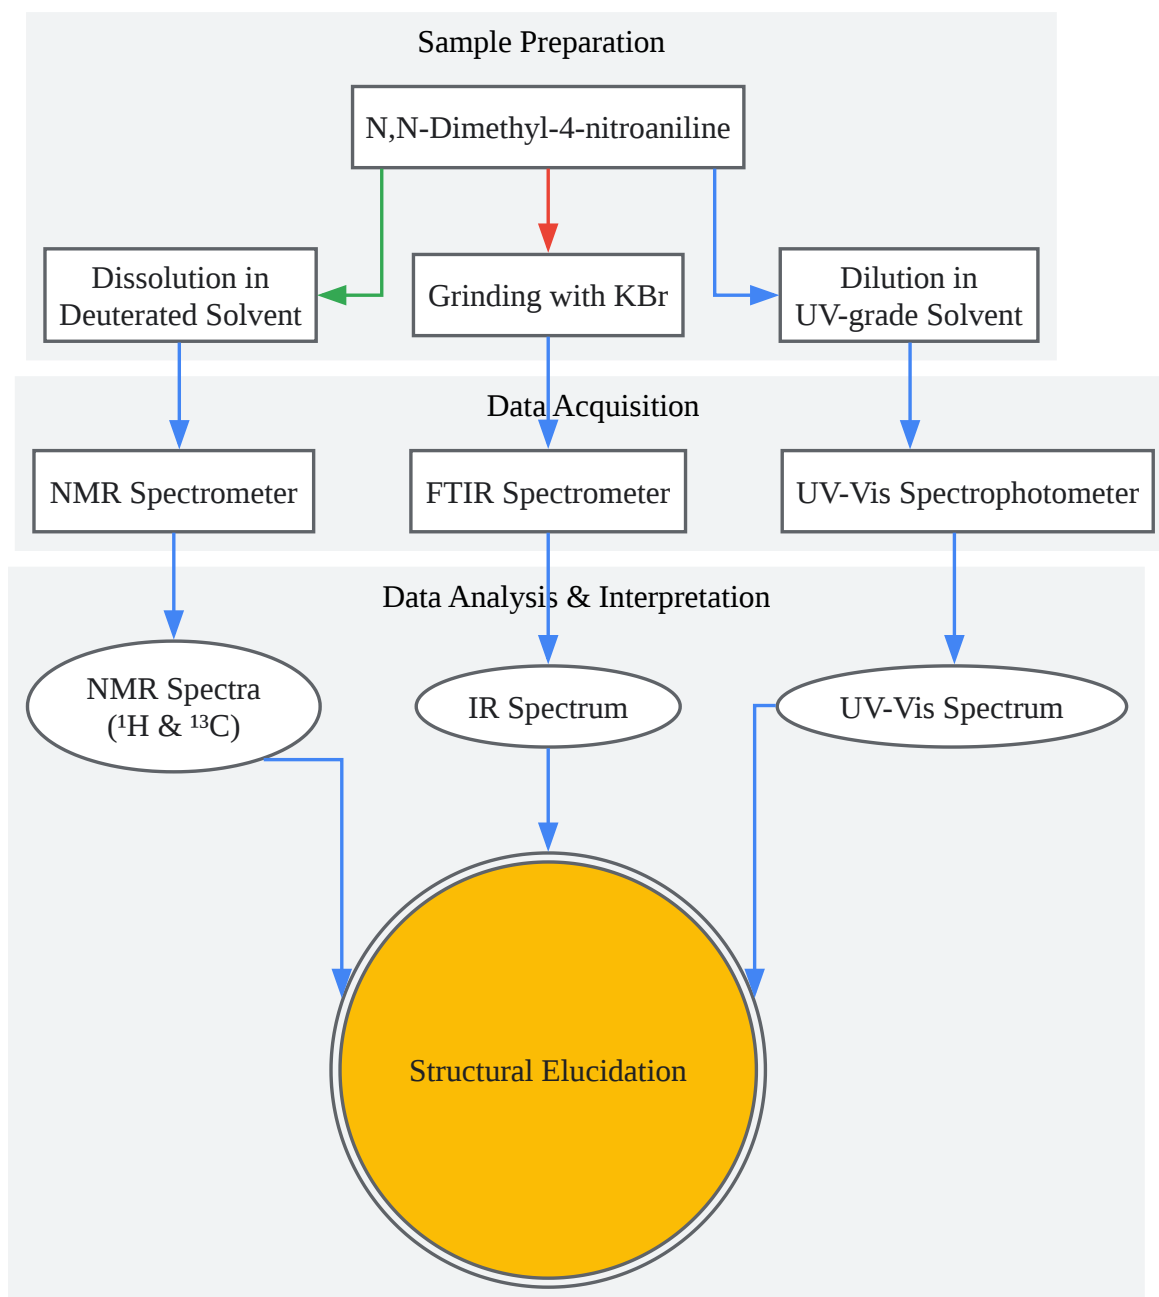 Sample Preparation
N,N-Dimethyl-4-nitroaniline
Dissolution in
Deuterated Solvent
Grinding with KBr
Dilution in
UV-grade Solvent
Data Acquisition
NMR Spectrometer
FTIR Spectrometer
UV-Vis Spectrophotometer
Data Analysis & Interpretation
NMR Spectra
(¹H & ¹³C)
IR Spectrum
UV-Vis Spectrum
Structural Elucidation